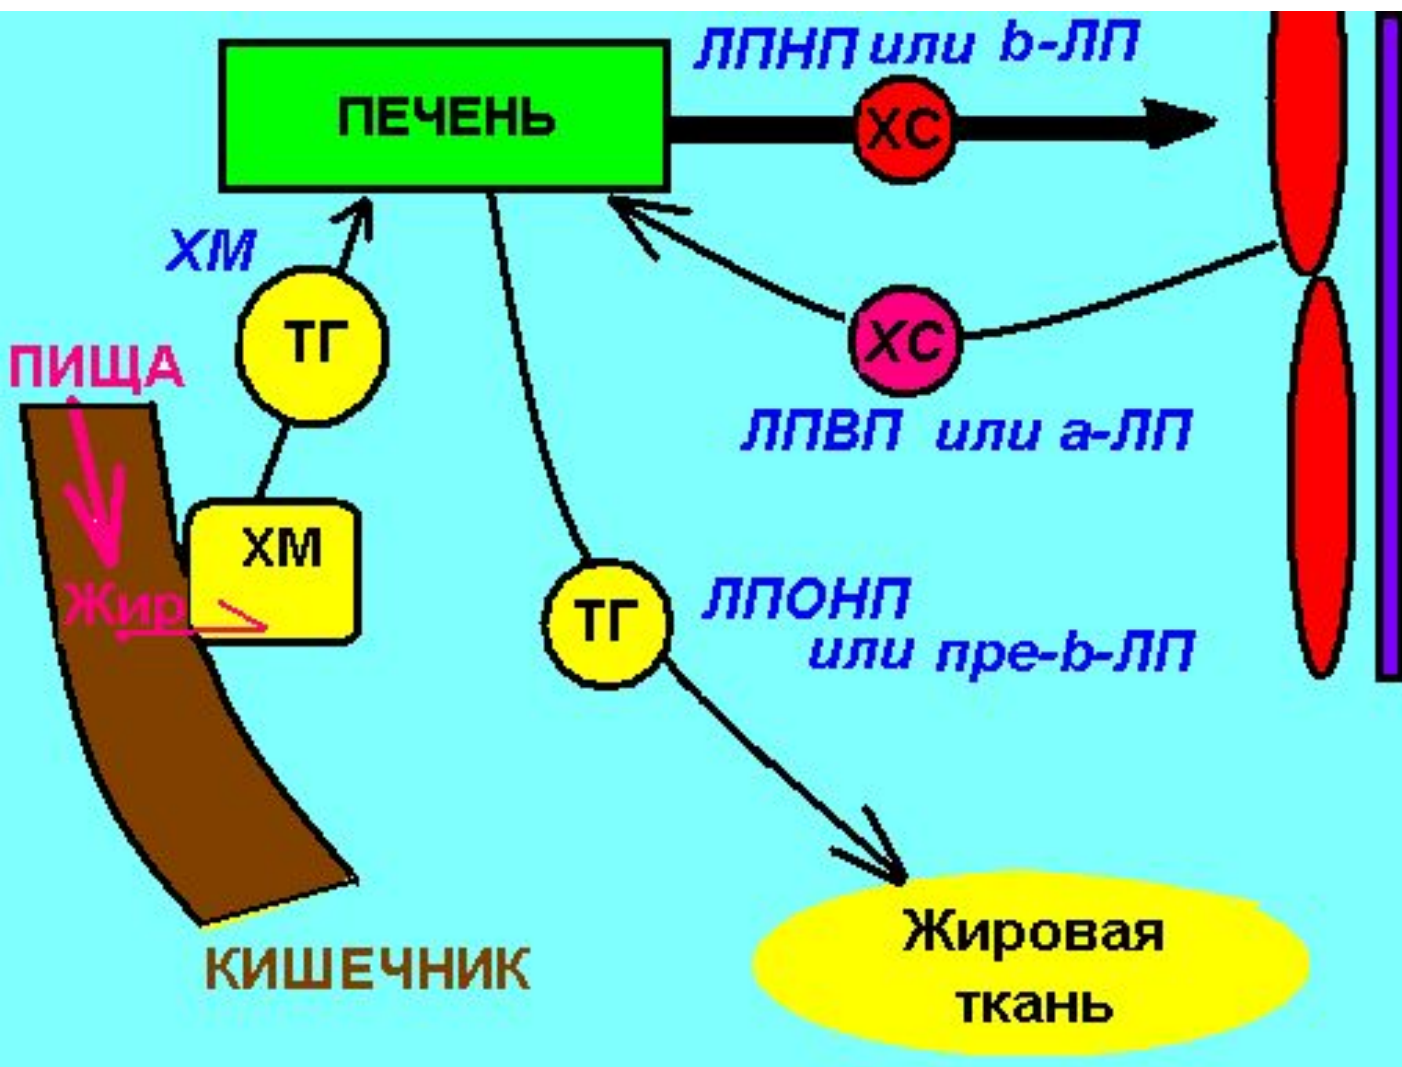 ЛПНП или b-ЛП
ПЕЧЕНЬ
ХС
ХМ
ТГ
ХС
ПИЩА
ЛПВП или а-ЛП
ХМ
Жир
ТГ
ЛПОНП
или пре-b-ЛП
Жировая
ткань
КИШЕЧНИК